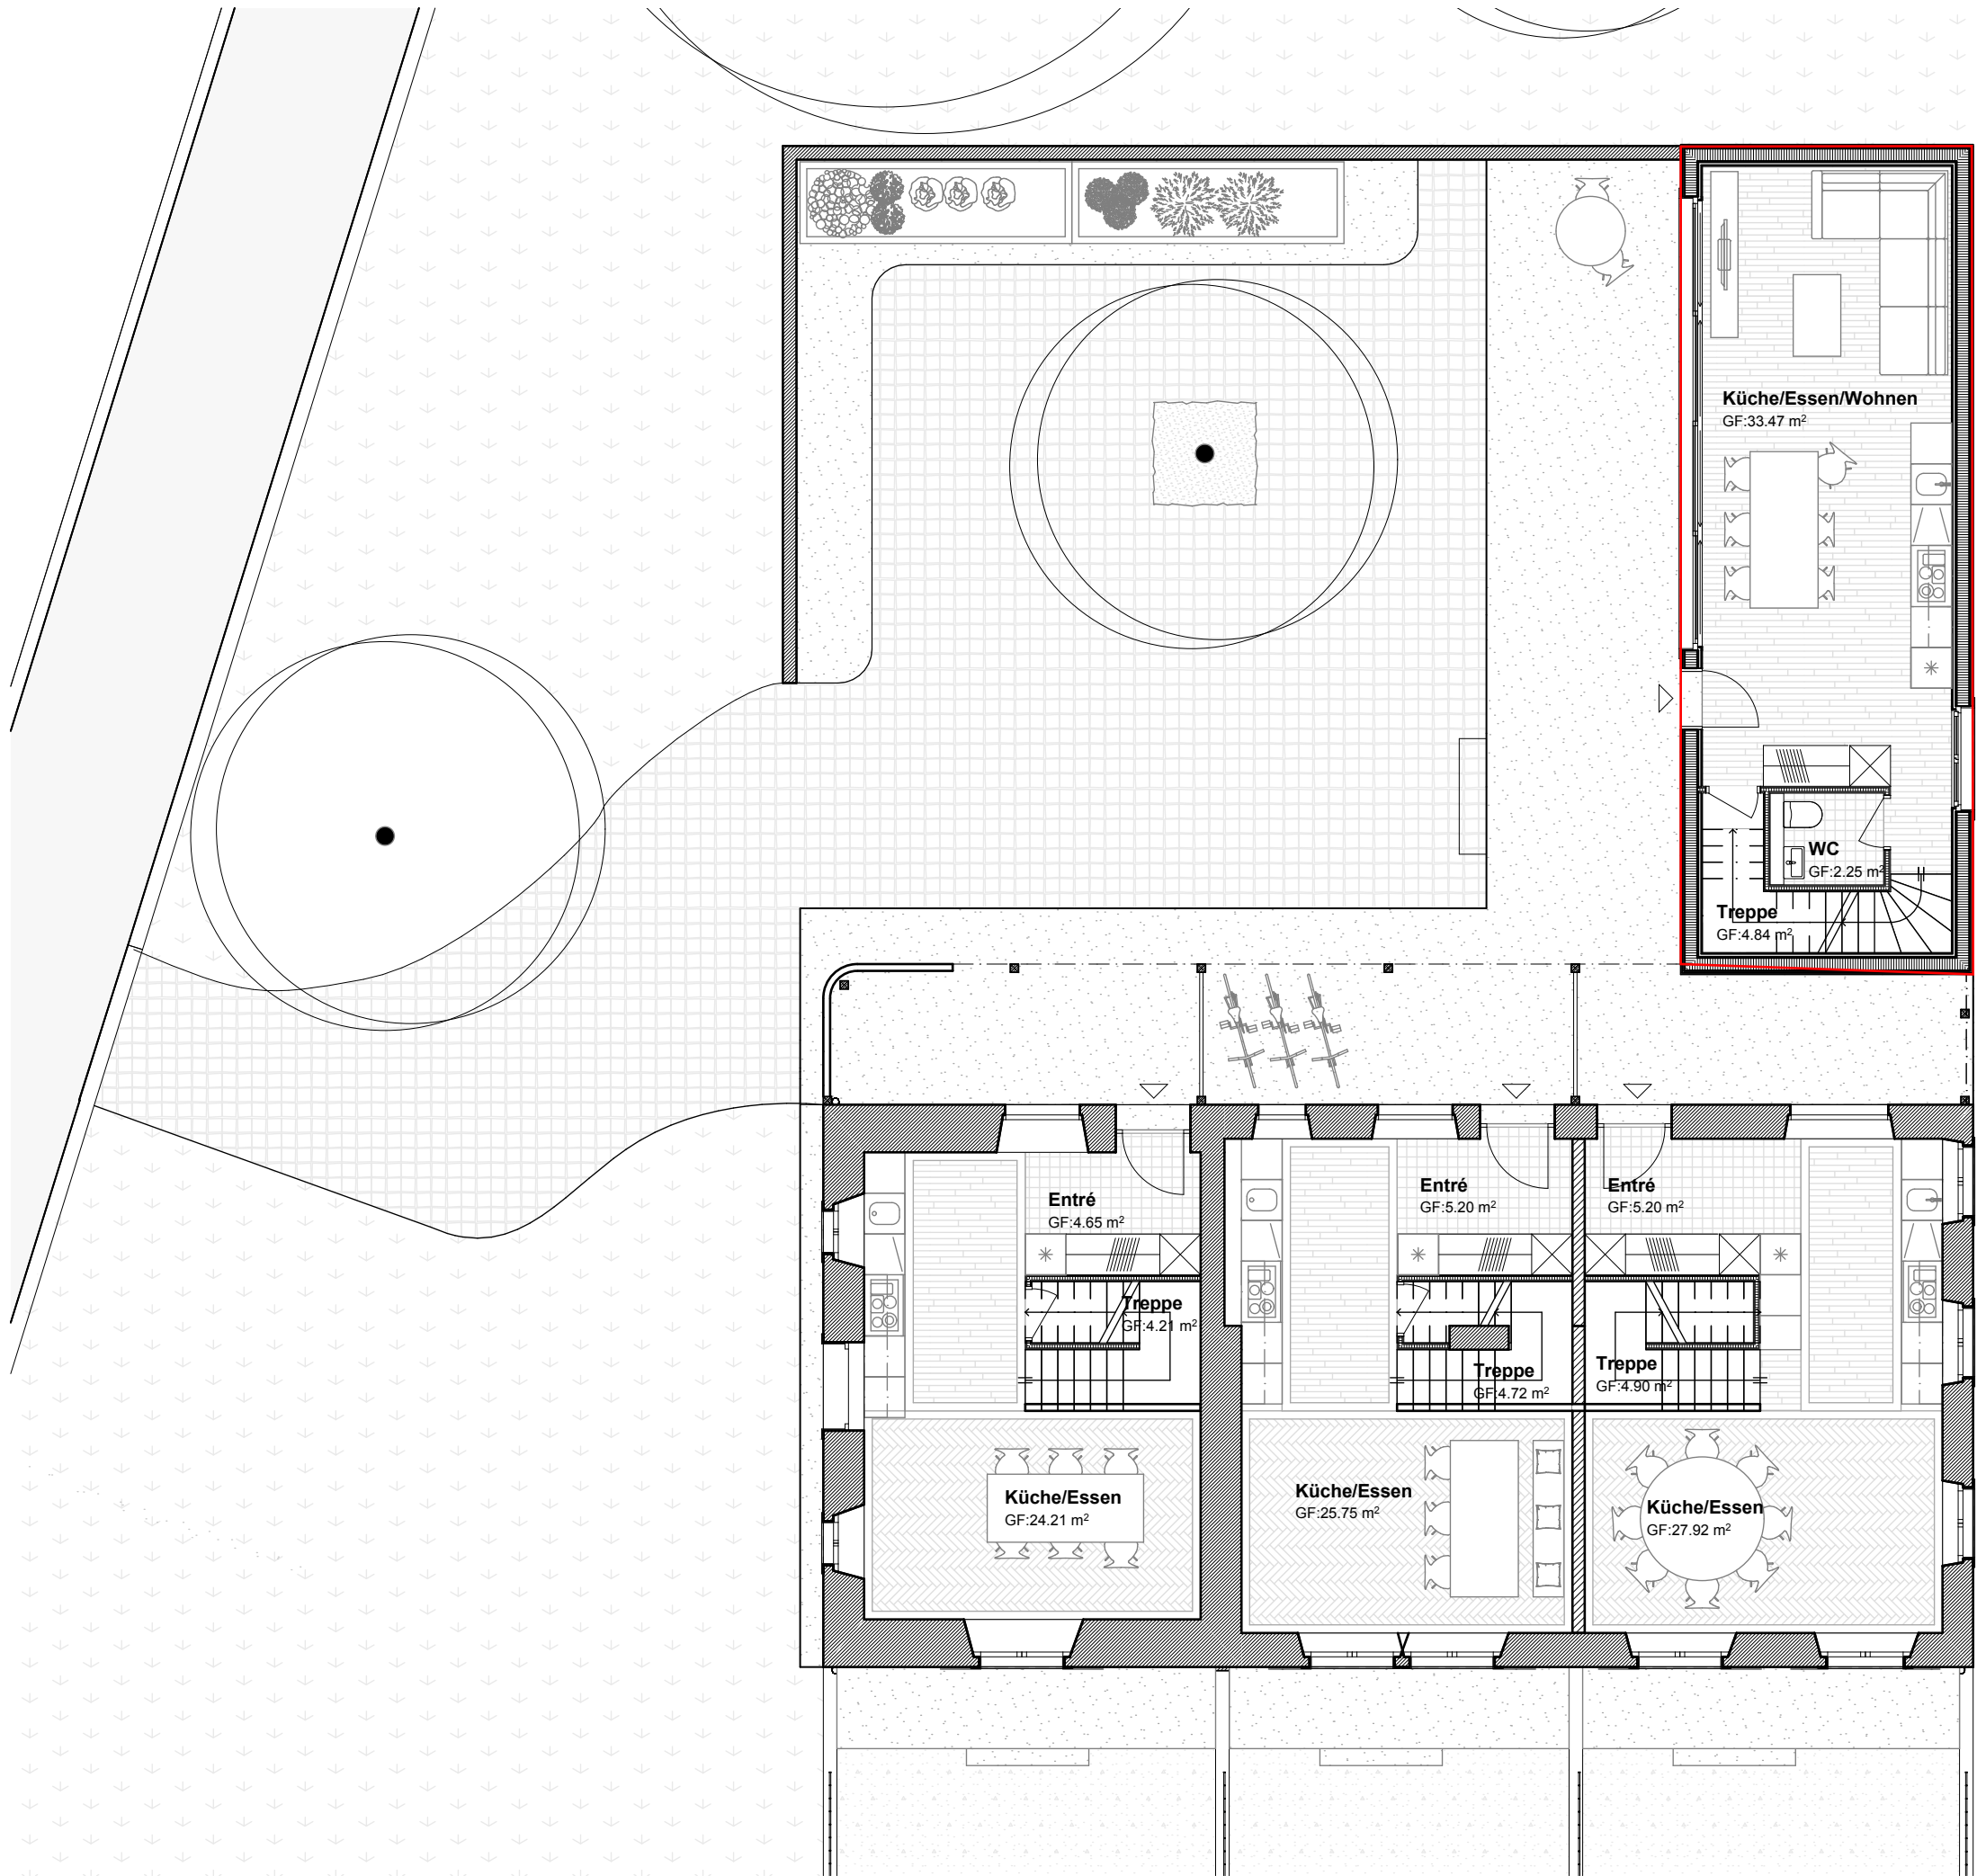 Küche/Essen/Wohnen
GF:33.47 m²
WC
GF:2.25 m²
Treppe
GF:4.84 m²
Entré
GF:4.65 m²
Entré
GF:5.20 m²
Entré
GF:5.20 m²
Treppe
GF:4.21 m²
Treppe
GF:4.72 m²
Treppe
GF:4.90 m²
Küche/Essen
GF:24.21 m²
Küche/Essen
GF:25.75 m²
Küche/Essen
GF:27.92 m²